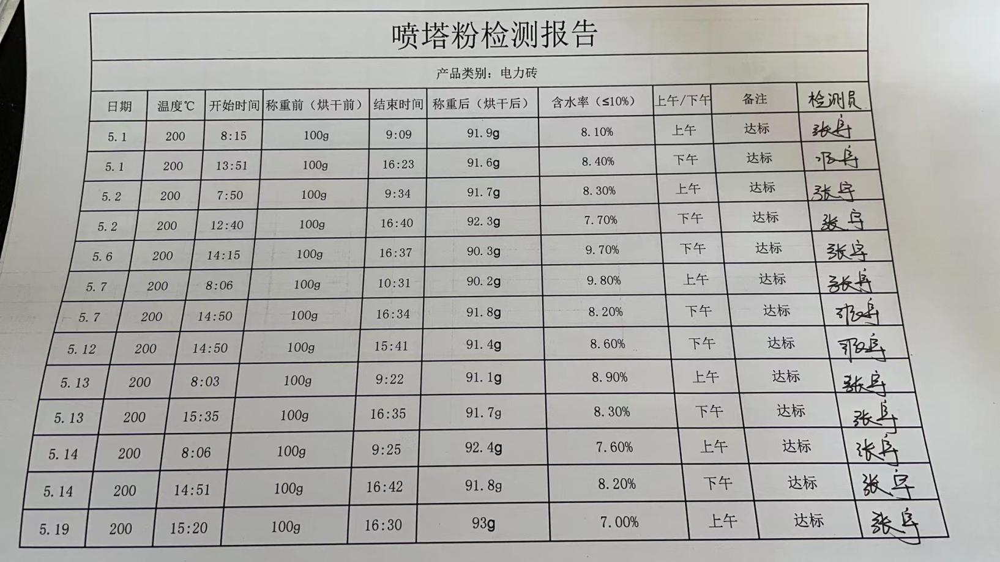 喷塔粉检测报告
产品类别：电力砖
日期 温度℃ 开始时间 称重前（烘干前） 结束时间 称重后（烘干后） 含水率（≤10%） 上午/下午 备注 检测员
5.1 200 8:15 100g 9:09 91.9g 8.10% 上午 达标 张宇
5.1 200 13:51 100g 16:23 91.6g 8.40% 下午 达标 张宇
5.2 200 7:50 100g 9:34 91.7g 8.30% 上午 达标 张宇
5.2 200 12:40 100g 16:40 92.3g 7.70% 下午 达标 张宇
5.6 200 14:15 100g 16:37 90.3g 9.70% 下午 达标 张宇
5.7 200 8:06 100g 10:31 90.2g 9.80% 上午 达标 张宇
5.7 200 14:50 100g 16:34 91.8g 8.20% 下午 达标 张宇
5.12 200 14:50 100g 15:41 91.4g 8.60% 下午 达标 张宇
5.13 200 8:03 100g 9:22 91.1g 8.90% 上午 达标 张宇
5.13 200 15:35 100g 16:35 91.7g 8.30% 下午 达标 张宇
5.14 200 8:06 100g 9:25 92.4g 7.60% 上午 达标 张宇
5.14 200 14:51 100g 16:42 91.8g 8.20% 下午 达标 张宇
5.19 200 15:20 100g 16:30 93g 7.00% 上午 达标 张宇